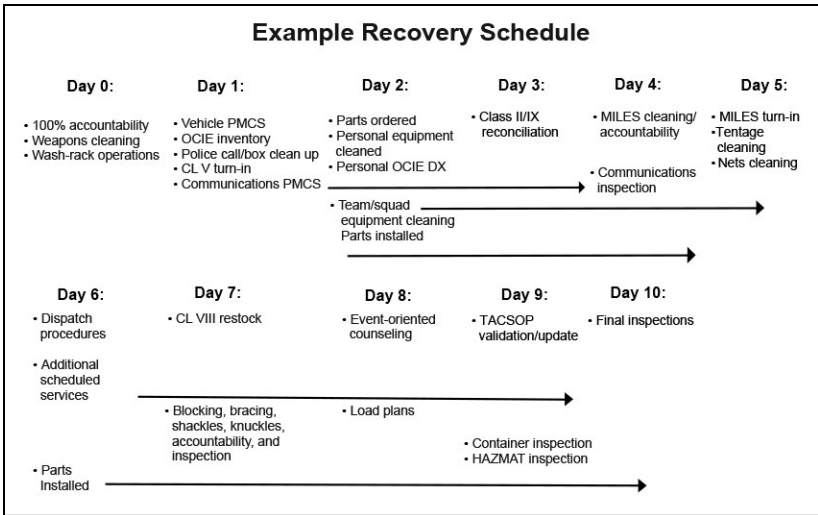 Example Recovery Schedule
Day 0:
• 100% accountability
• Weapons cleaning
• Wash-rack operations
Day 1:
• Vehicle PMCS
• OCIE inventory
• Police call/box clean up
• CL V turn-in
• Communications PMCS
Day 2:
• Parts ordered
• Personal equipment
cleaned
• Personal OCIE DX
• Team/squad
equipment cleaning
Parts installed
Day 3:
• Class II/IX
reconciliation
Day 4:
• MILES cleaning/
accountability
• Communications
inspection
Day 5:
• MILES turn-in
•Tentage
cleaning
• Nets cleaning
Day 6:
• Dispatch
procedures
• Additional
scheduled
services
• Parts
Installed
Day 7:
• CL VIII restock
• Blocking, bracing,
shackles, knuckles,
accountability, and
inspection
Day 8:
• Event-oriented
counseling
• Load plans
Day 9:
• TACSOP
validation/update
• Container inspection
• HAZMAT inspection
Day 10:
• Final inspections